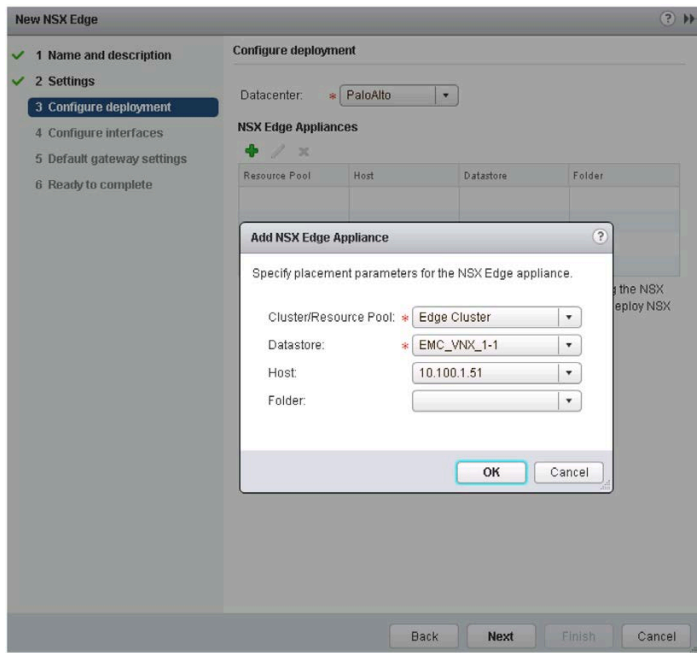 New NSX Edge
1 Name and description
2 Settings
3 Configure deployment
4 Configure interfaces
5 Default gateway settings
6 Ready to complete
Configure deployment
Datacenter: * PaloAlto
NSX Edge Appliances
Resource Pool Host Datastore Folder
g the NSX
eploy NSX
Add NSX Edge Appliance
Specify placement parameters for the NSX Edge appliance.
Cluster/Resource Pool: * Edge Cluster
Datastore: * EMC_VNX_1-1
Host: 10.100.1.51
Folder:
OK Cancel
Back Next Finish Cancel